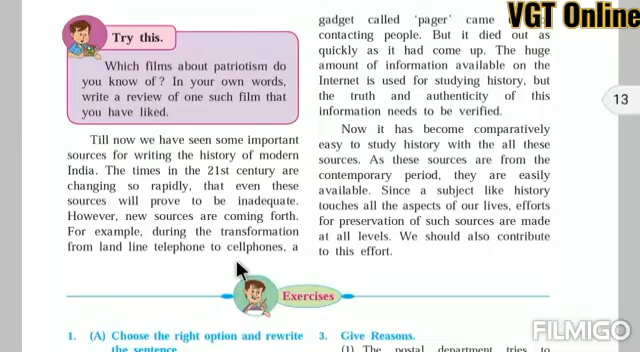 VGT Online
Try this.
Which films about patriotism do
you know of? In your own words,
write a review of one such film that
you have liked.
Till now we have seen some important
sources for writing the history of modern
India. The times in the 21st century are
changing so rapidly, that even these
sources will prove to be inadequate.
However, new sources are coming forth.
For example, during the transformation
from land line telephone to cellphones, a
gadget called ‘pager’ came
contacting people. But it died out as
quickly as it had come up. The huge
amount of information available on the
Internet is used for studying history, but
the truth and authenticity of this
information needs to be verified.
Now it has become comparatively
easy to study history with the all these
sources. As these sources are from the
contemporary period, they are easily
available. Since a subject like history
touches all the aspects of our lives, efforts
for preservation of such sources are made
at all levels. We should also contribute
to this effort.
13
Exercises
1. (A) Choose the right option and rewrite
the sentence
3. Give Reasons.
(1) The postal department tries to
FILMIGO